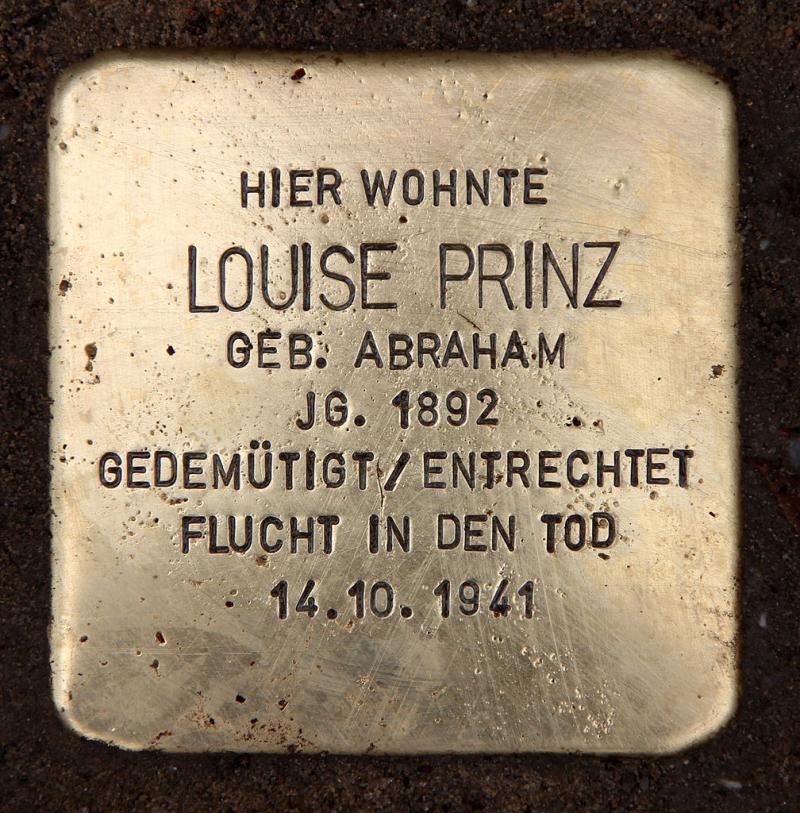 HIER WOHNTE
LOUISE PRINZ
GEB. ABRAHAM
JG. 1892
GEDEMÜTIGT/ENTRECHTET
FLUCHT IN DEN TOD
14.10.1941